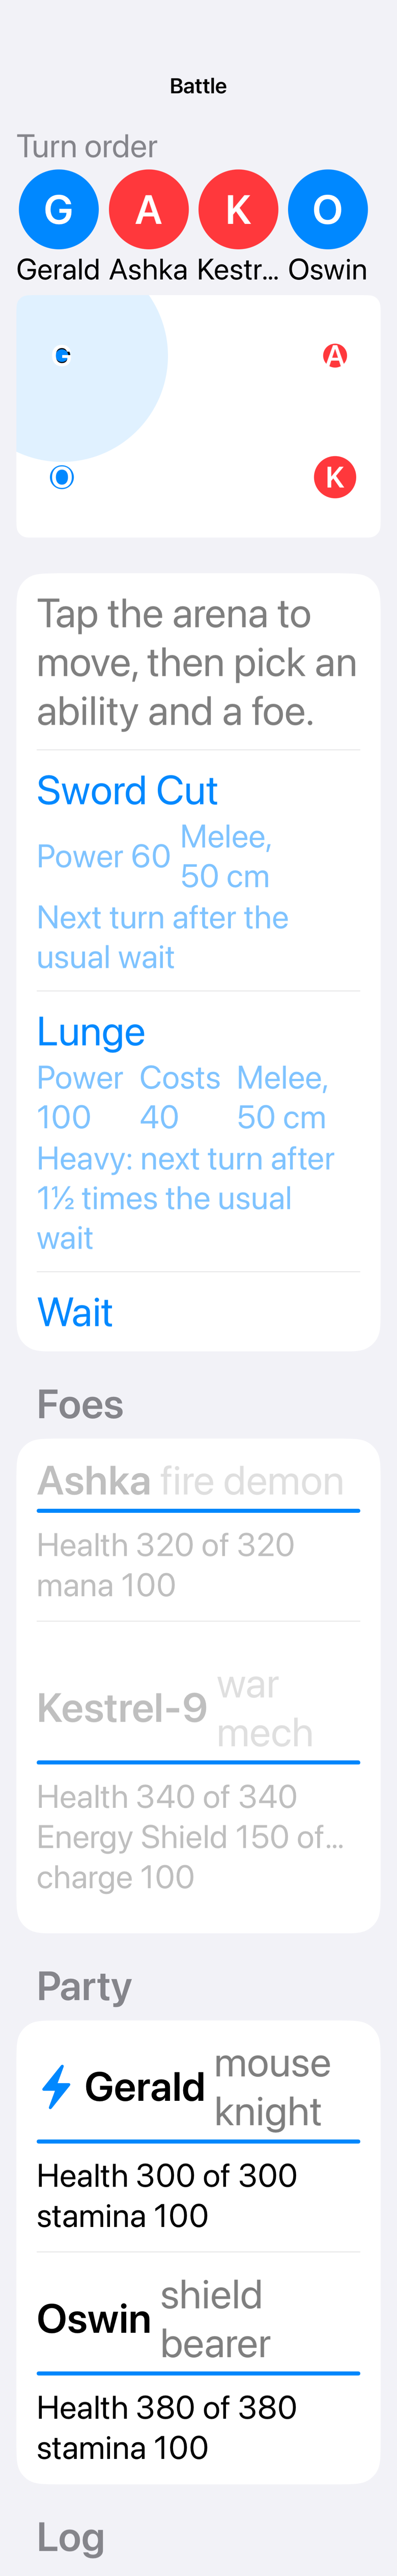 Battle
Turn order
G A K O
Gerald Ashka Kestr... Oswin
G A
O K
Tap the arena to
move, then pick an
ability and a foe.
Sword Cut
Power 60 Melee,
50 cm
Next turn after the
usual wait
Lunge
Power Costs Melee,
100 40 50 cm
Heavy: next turn after
1½ times the usual
wait
Wait
Foes
Ashka fire demon
Health 320 of 320
mana 100
Kestrel-9 war
mech
Health 340 of 340
Energy Shield 150 of...
charge 100
Party
Gerald mouse
knight
Health 300 of 300
stamina 100
Oswin shield
bearer
Health 380 of 380
stamina 100
Log